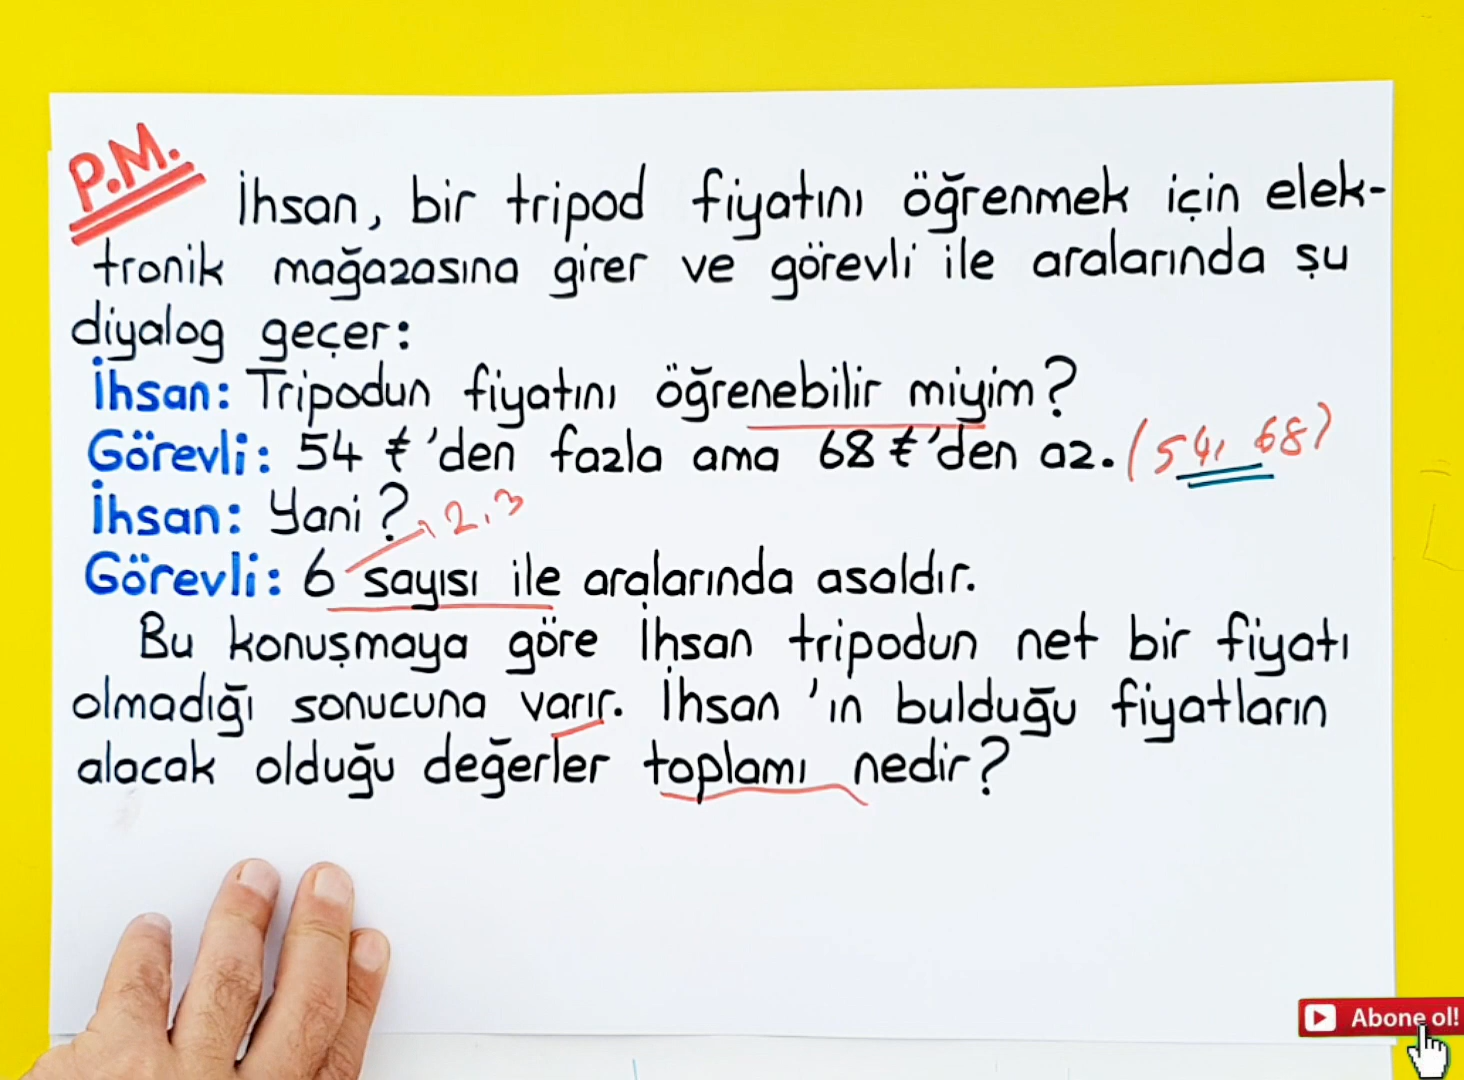 P.M.
İhsan, bir tripod fiyatını öğrenmek için elek-
tronik mağazasına girer ve görevli ile aralarında şu
diyalog geçer:
İhsan: Tripodun fiyatını öğrenebilir miyim?
Görevli: 54 ₺'den fazla ama 68 ₺'den az. (54, 68)
İhsan: Yani? 2, 3
Görevli: 6 sayısı ile aralarında asaldır.
Bu konuşmaya göre İhsan tripodun net bir fiyatı
olmadığı sonucuna varır. İhsan'ın bulduğu fiyatların
alacak olduğu değerler toplamı nedir?
Abone ol!